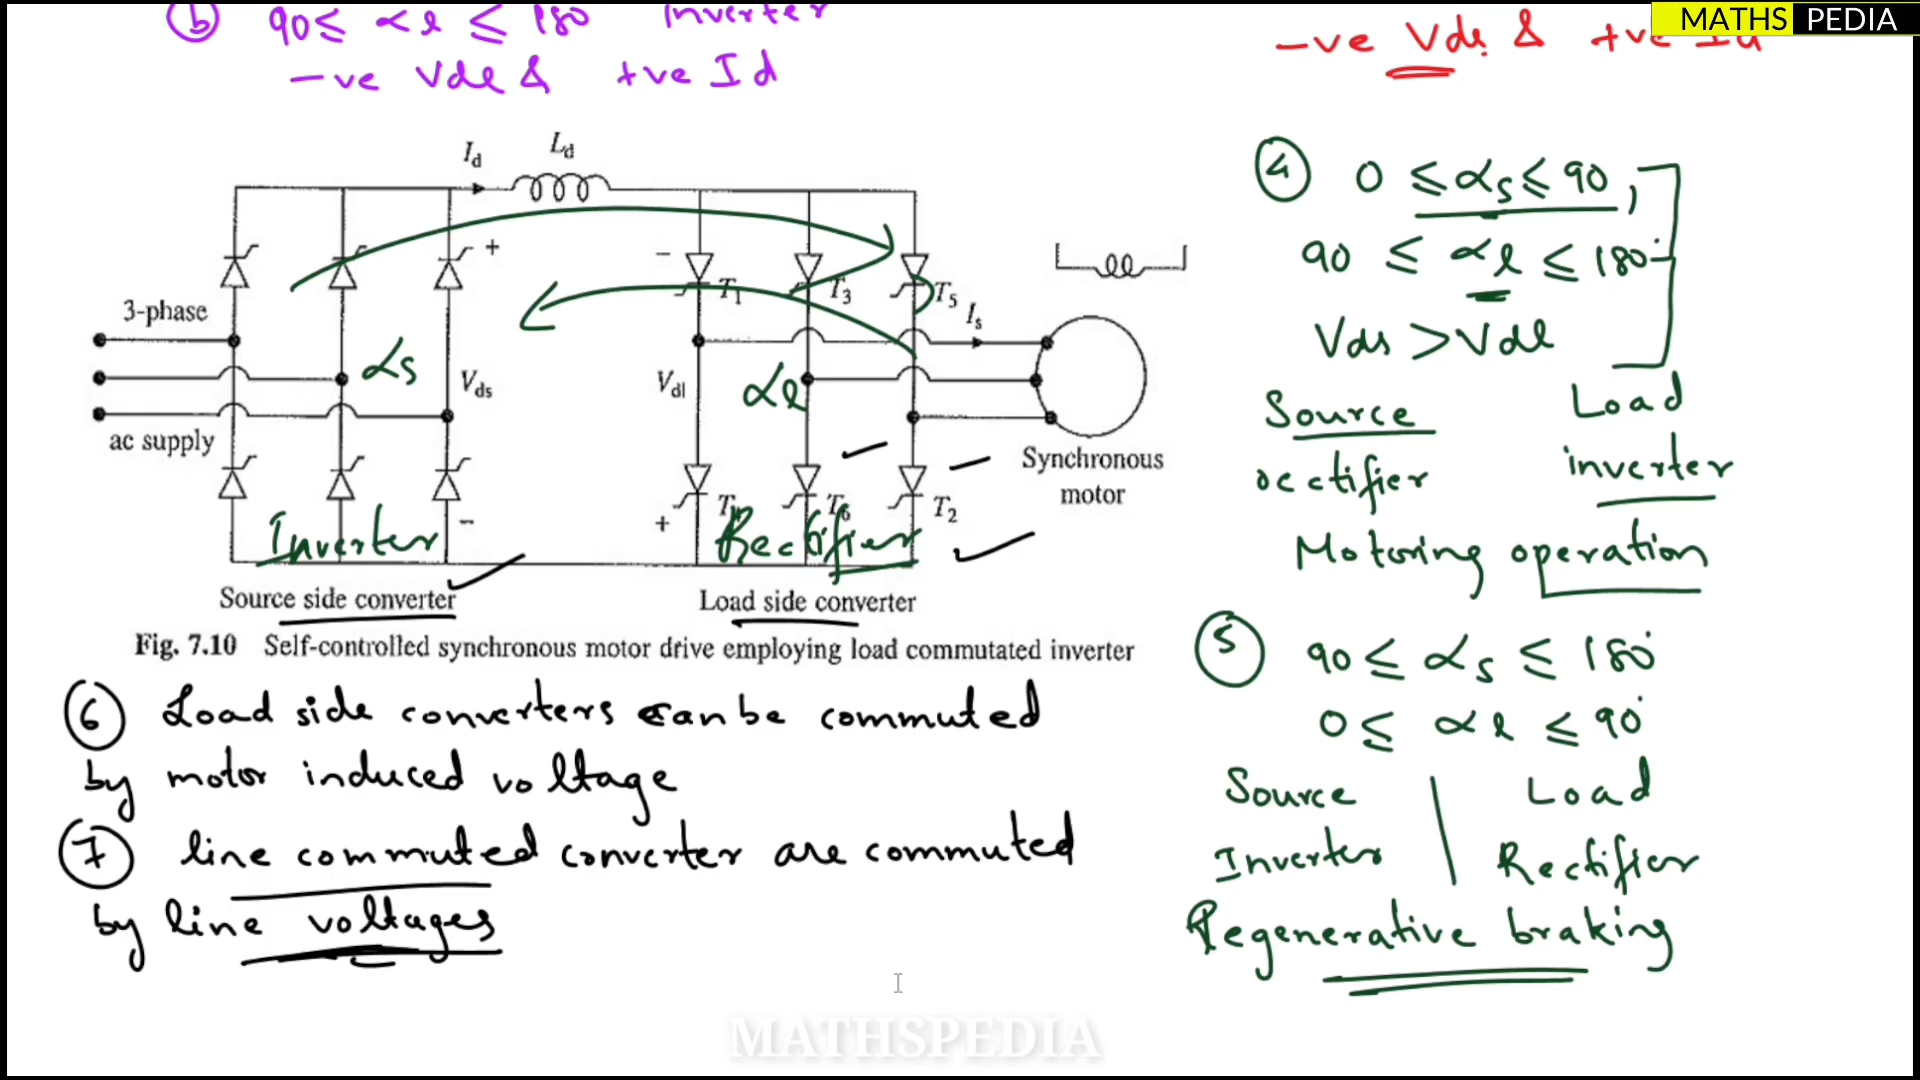 b 90 ≤ αl ≤ 180 Inverter
-ve Vdl & +ve Id
MATHS PEDIA
-ve Vds & +ve Id
Id Ld
+ - T1 T3 T5
3-phase
Is
αs Vds Vdl αl
ac supply
Synchronous
motor
- + T6 T2
Inverter Rectifier
Source side converter Load side converter
Fig. 7.10 Self-controlled synchronous motor drive employing load commutated inverter
6 Load side converters can be commuted
by motor induced voltage
7 line commuted converter are commuted
by line voltages
4 0 ≤ αs ≤ 90,
90 ≤ αl ≤ 180°
Vds > Vdl
Source Load
rectifier inverter
Motoring operation
5 90 ≤ αs ≤ 180°
0 ≤ αl ≤ 90°
Source | Load
Inverter | Rectifier
Regenerative braking
MATHSPEDIA